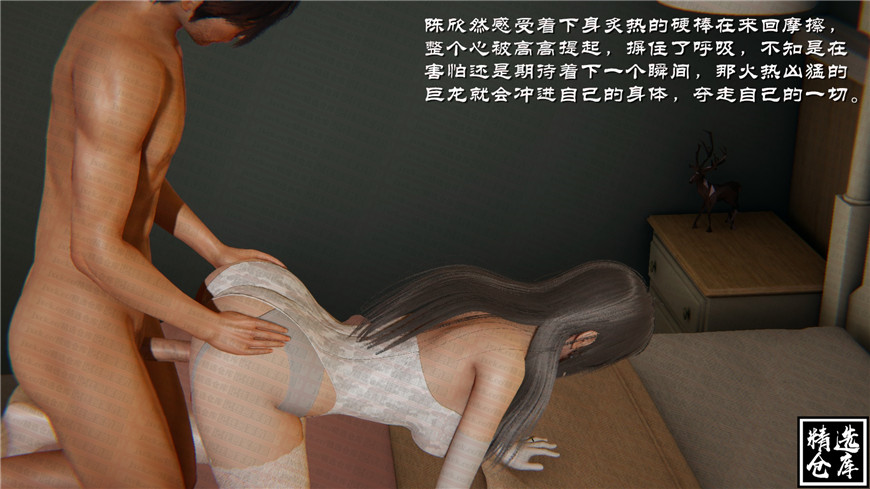 陈欣然感受着下身炙热的硬棒在来回摩擦，
整个心被高高提起，摒住了呼吸，不知是在
害怕还是期待着下一个瞬间，那火热凶猛的
巨龙就会冲进自己的身体，夺走自己的一切。
精选
仓库